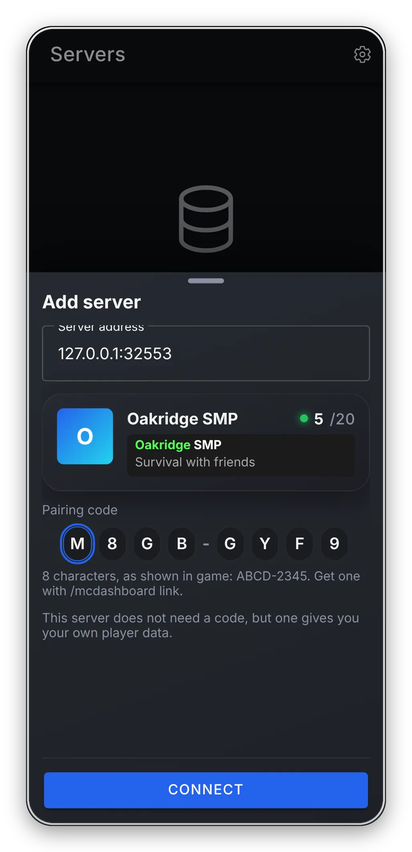 Servers
Add server
Server address
127.0.0.1:32553
O
Oakridge SMP
5 /20
Oakridge SMP
Survival with friends
Pairing code
M 8 G B - G Y F 9
8 characters, as shown in game: ABCD-2345. Get one
with /mcdashboard link.
This server does not need a code, but one gives you
your own player data.
CONNECT